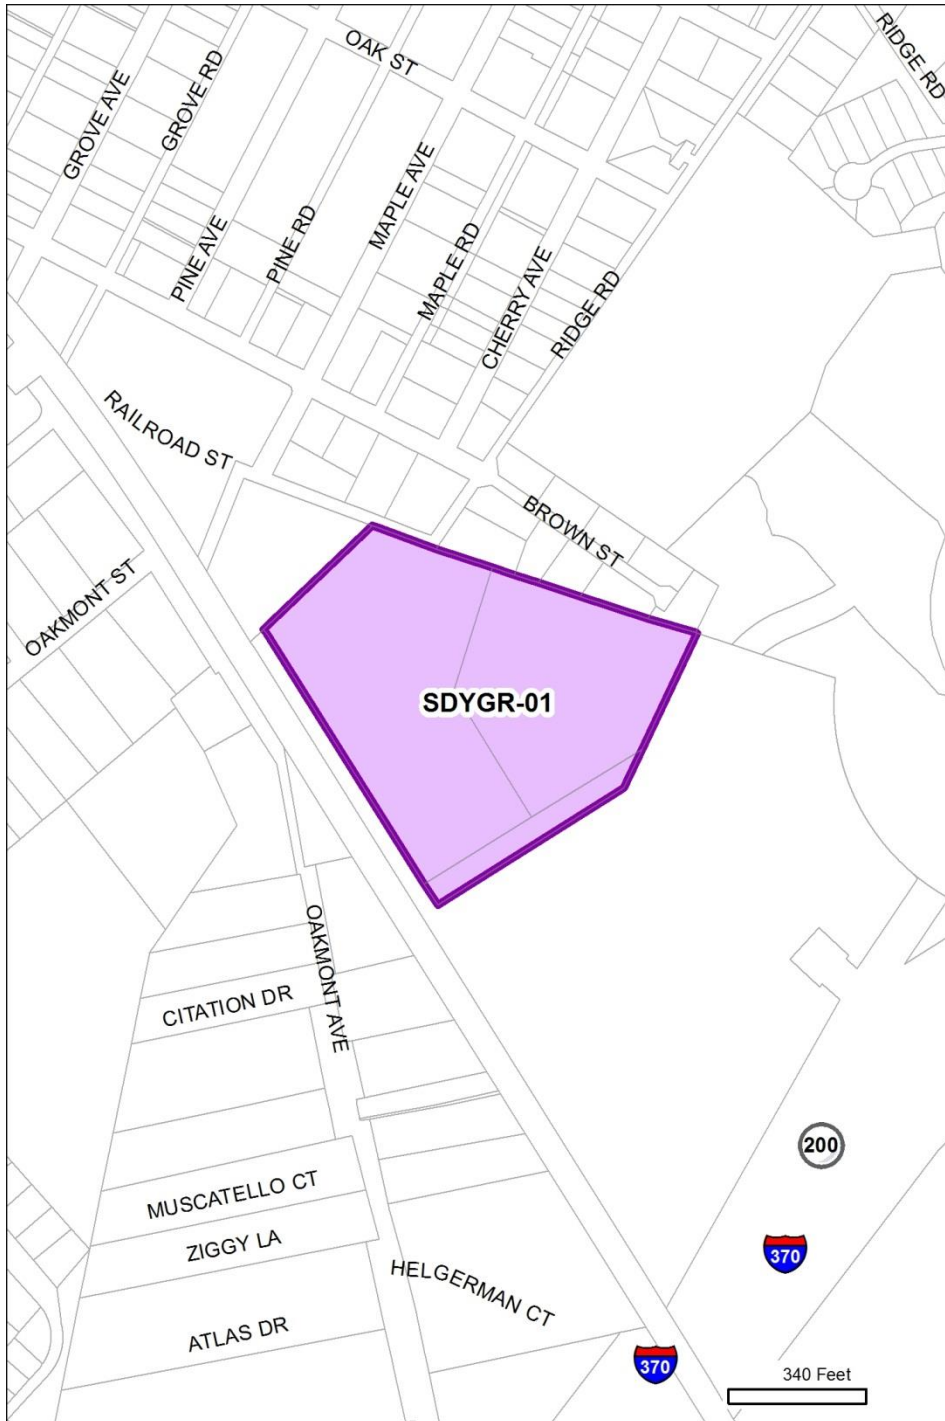 OAK ST
RIDGE RD
GROVE AVE
GROVE RD
MAPLE AVE
PINE AVE
PINE RD
MAPLE RD
CHERRY AVE
RIDGE RD
RAILROAD ST
BROWN ST
OAKMONT ST
SDYGR-01
OAKMONT AVE
CITATION DR
200
MUSCATELLO CT
ZIGGY LA
370
HELGERMAN CT
ATLAS DR
370
340 Feet